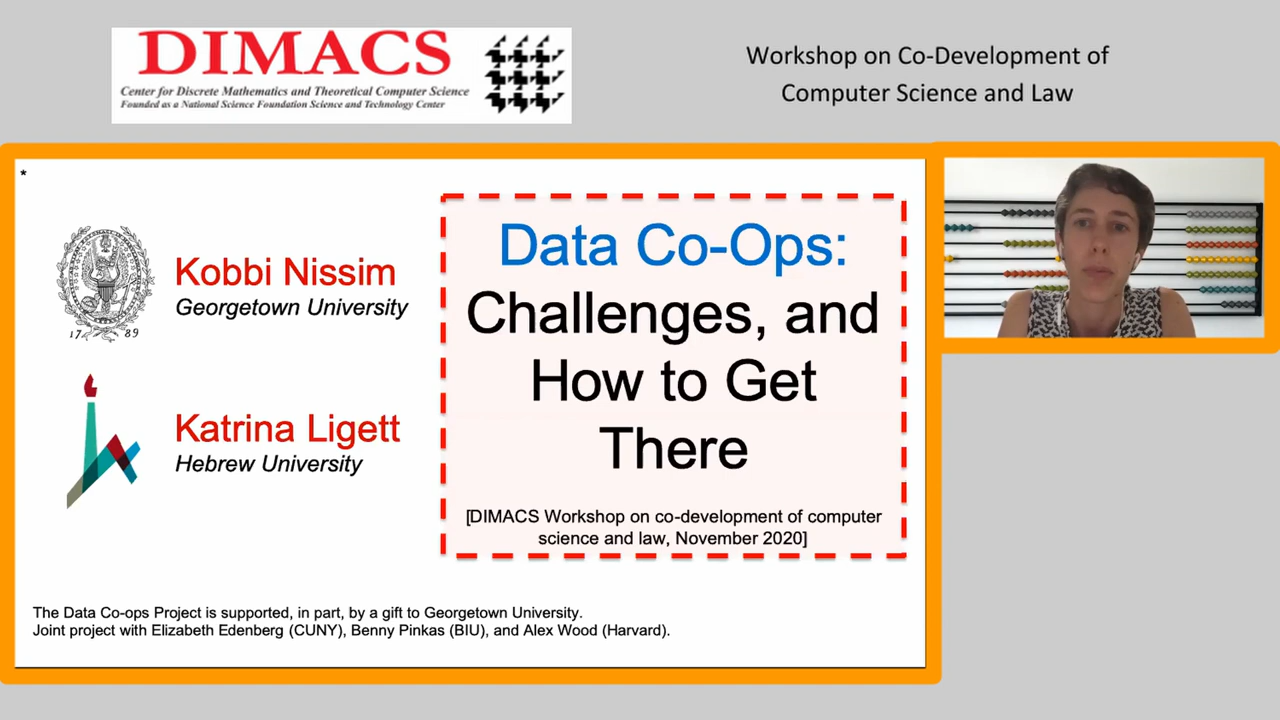 DIMACS
Center for Discrete Mathematics and Theoretical Computer Science
Founded as a National Science Foundation Science and Technology Center
Workshop on Co-Development of
Computer Science and Law
*
17 89
Kobbi Nissim
Georgetown University
Katrina Ligett
Hebrew University
Data Co-Ops:
Challenges, and
How to Get
There
[DIMACS Workshop on co-development of computer
science and law, November 2020]
The Data Co-ops Project is supported, in part, by a gift to Georgetown University.
Joint project with Elizabeth Edenberg (CUNY), Benny Pinkas (BIU), and Alex Wood (Harvard).